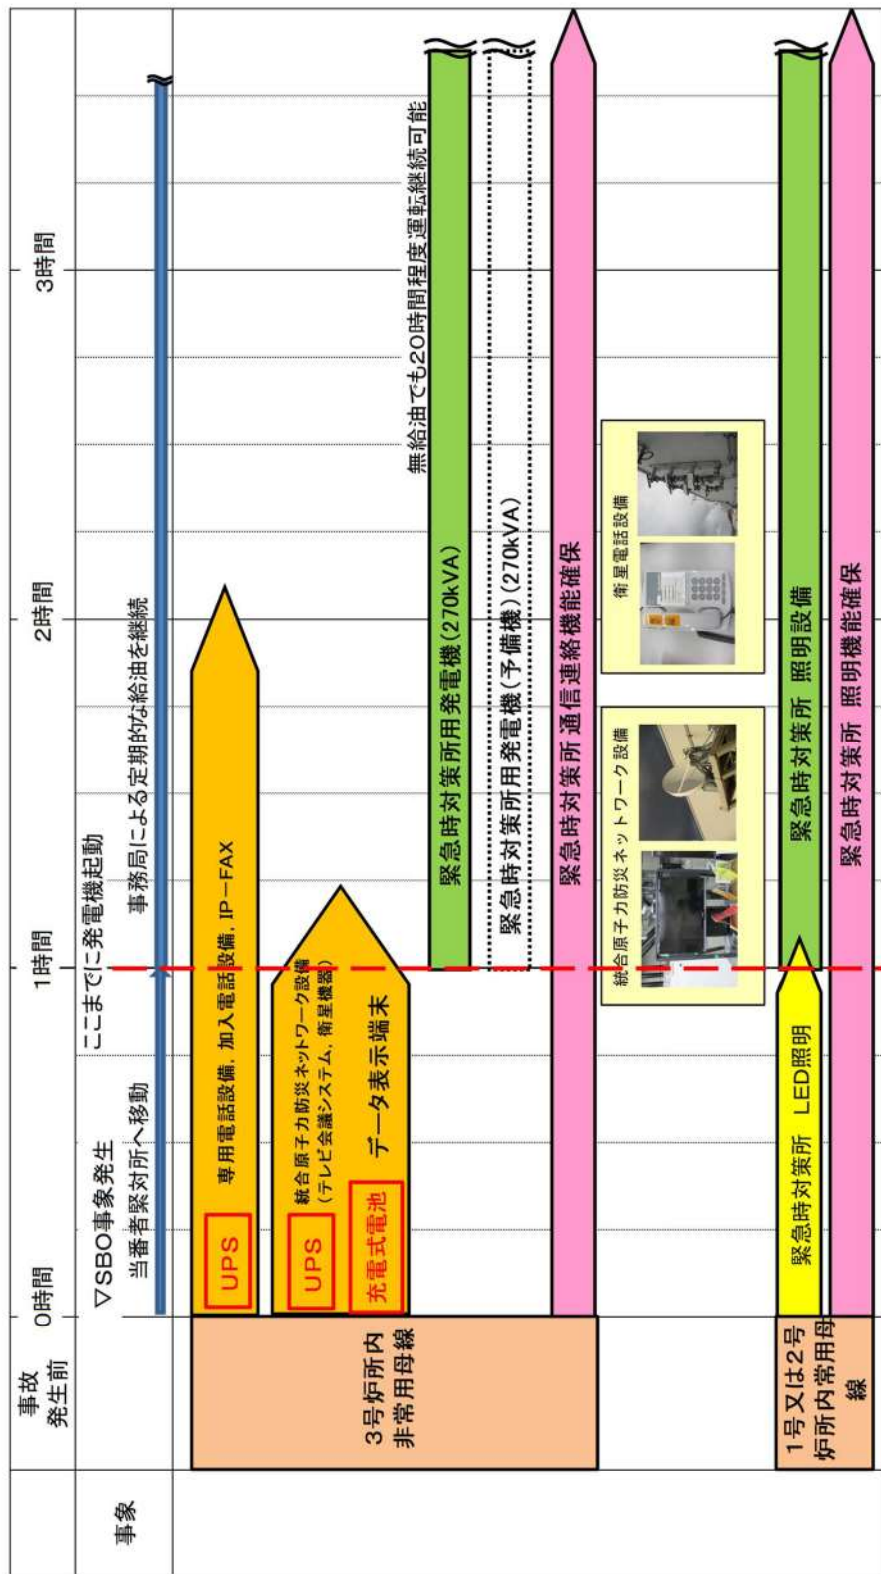 事故
発生前
0時間
1時間
2時間
3時間
事象
▽SBO事象発生
ここまでに発電機起動
当番者緊対所へ移動
事務局による定期的な給油を継続
3号炉所内
非常用母線
UPS
専用電話設備, 加入電話設備, IP-FAX
UPS
統合原子力防災ネットワーク設備
(テレビ会議システム, 衛星機器)
充電式電池
データ表示端末
無給油でも20時間程度運転継続可能
緊急時対策所用発電機(270kVA)
緊急時対策所用発電機(予備機)(270kVA)
緊急時対策所 通信連絡機能確保
統合原子力防災ネットワーク設備
衛星電話設備
1号又は2号
炉所内常用母
線
緊急時対策所 LED照明
緊急時対策所 照明設備
緊急時対策所 照明機能確保